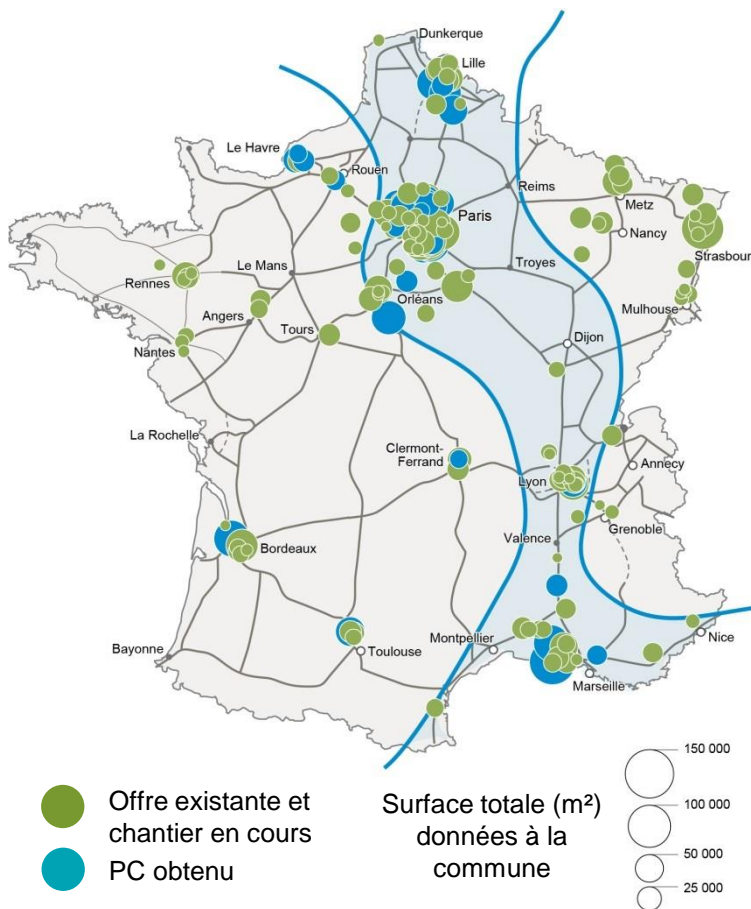 Dunkerque
Lille
Le Havre
Rouen
Reims
Metz
Paris
Nancy
Strasbour
Rennes
Le Mans
Troyes
Orléans
Angers
Mulhouse
Tours
Nantes
Dijon
La Rochelle
Clermont-
Ferrand
Annecy
Lyon
Grenoble
Valence
Bordeaux
Nice
Montpellier
Bayonne
Toulouse
Marseille
150 000
100 000
50 000
25 000
Offre existante et
chantier en cours
PC obtenu
Surface totale (m²)
données à la
commune